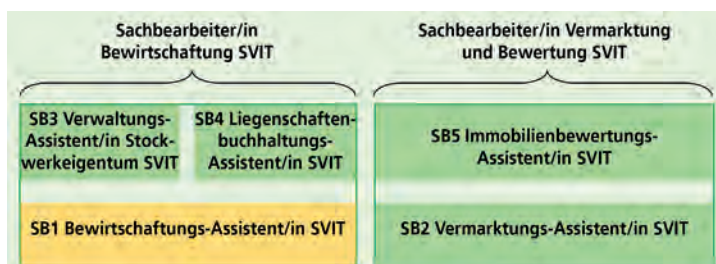 Sachbearbeiter/in
Bewirtschaftung SVIT
Sachbearbeiter/in Vermarktung
und Bewertung SVIT
SB3 Verwaltungs-
Assistent/in Stock-
werkeigentum SVIT
SB4 Liegenschaften-
buchhaltungs-
Assistent/in SVIT
SB5 Immobilienbewertungs-
Assistent/in SVIT
SB1 Bewirtschaftungs-Assistent/in SVIT
SB2 Vermarktungs-Assistent/in SVIT